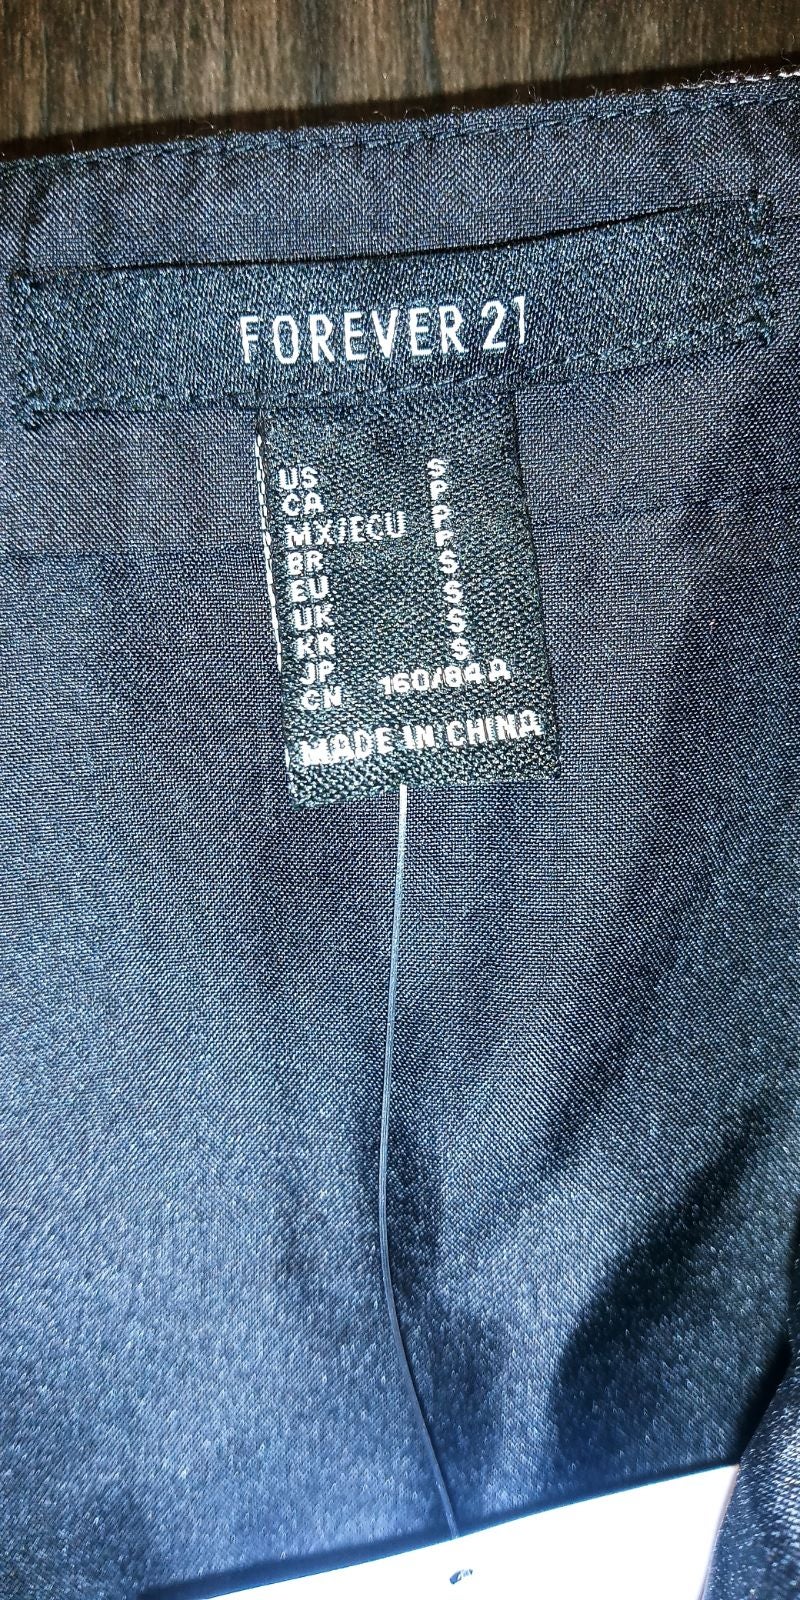 FOREVER 21
US S
CA P
MX/ECU P
BR P
EU S
UK S
KR S
JP S
CN 160/84A
MADE IN CHINA